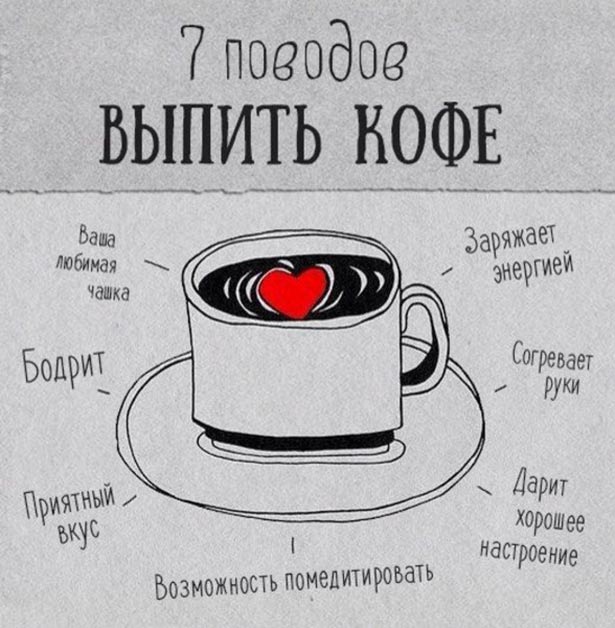 7 поводов
ВЫПИТЬ КОФЕ
Ваша
любимая
чашка
Заряжает
энергией
Бодрит
Согревает
руки
Приятный
вкус
Дарит
хорошее
настроение
Возможность помедитировать